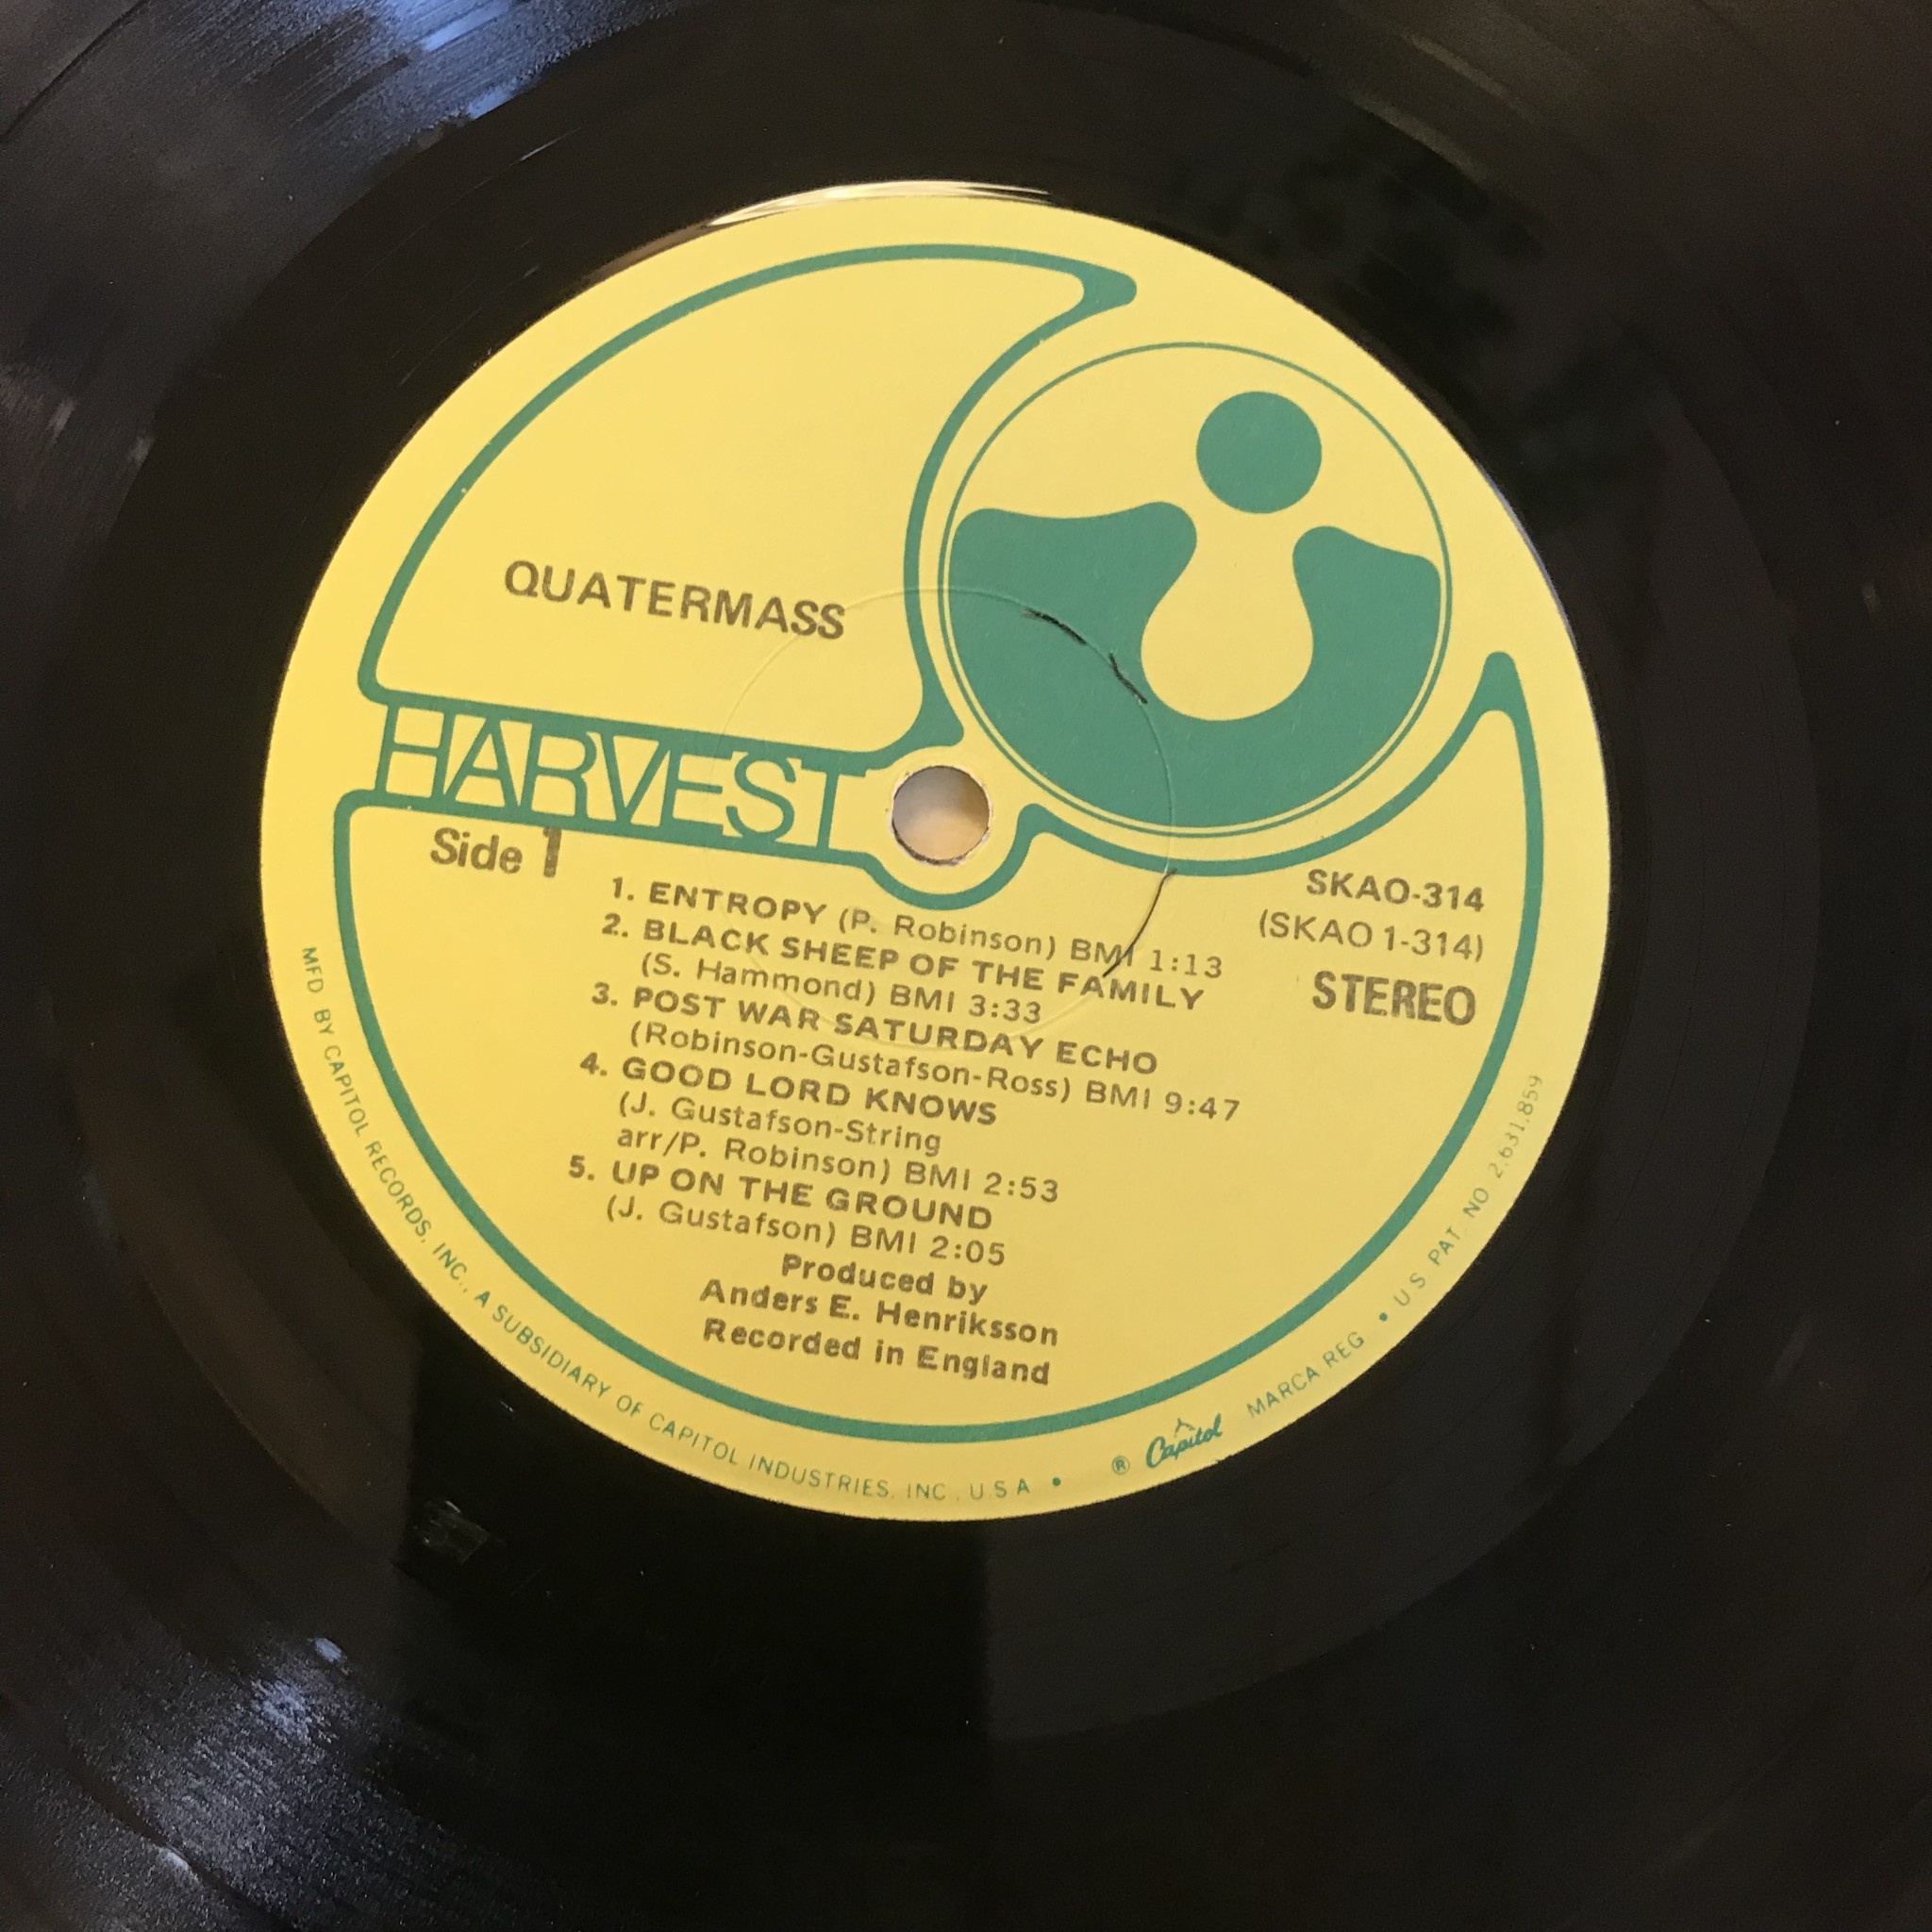 QUATERMASS
HARVEST
Side 1
SKAO-314
(SKAO 1-314)
STEREO
1. ENTROPY (P. Robinson) BMI 1:13
2. BLACK SHEEP OF THE FAMILY
(S. Hammond) BMI 3:33
3. POST WAR SATURDAY ECHO
(Robinson-Gustafson-Ross) BMI 9:47
4. GOOD LORD KNOWS
(J. Gustafson-String
arr/P. Robinson) BMI 2:53
5. UP ON THE GROUND
(J. Gustafson) BMI 2:05
Produced by
Anders E. Henriksson
Recorded in England
MFD BY CAPITOL RECORDS, INC., A SUBSIDIARY OF CAPITOL INDUSTRIES, INC., U.S.A. • ® Capitol MARCA REG • U S PAT. NO 2,631,859